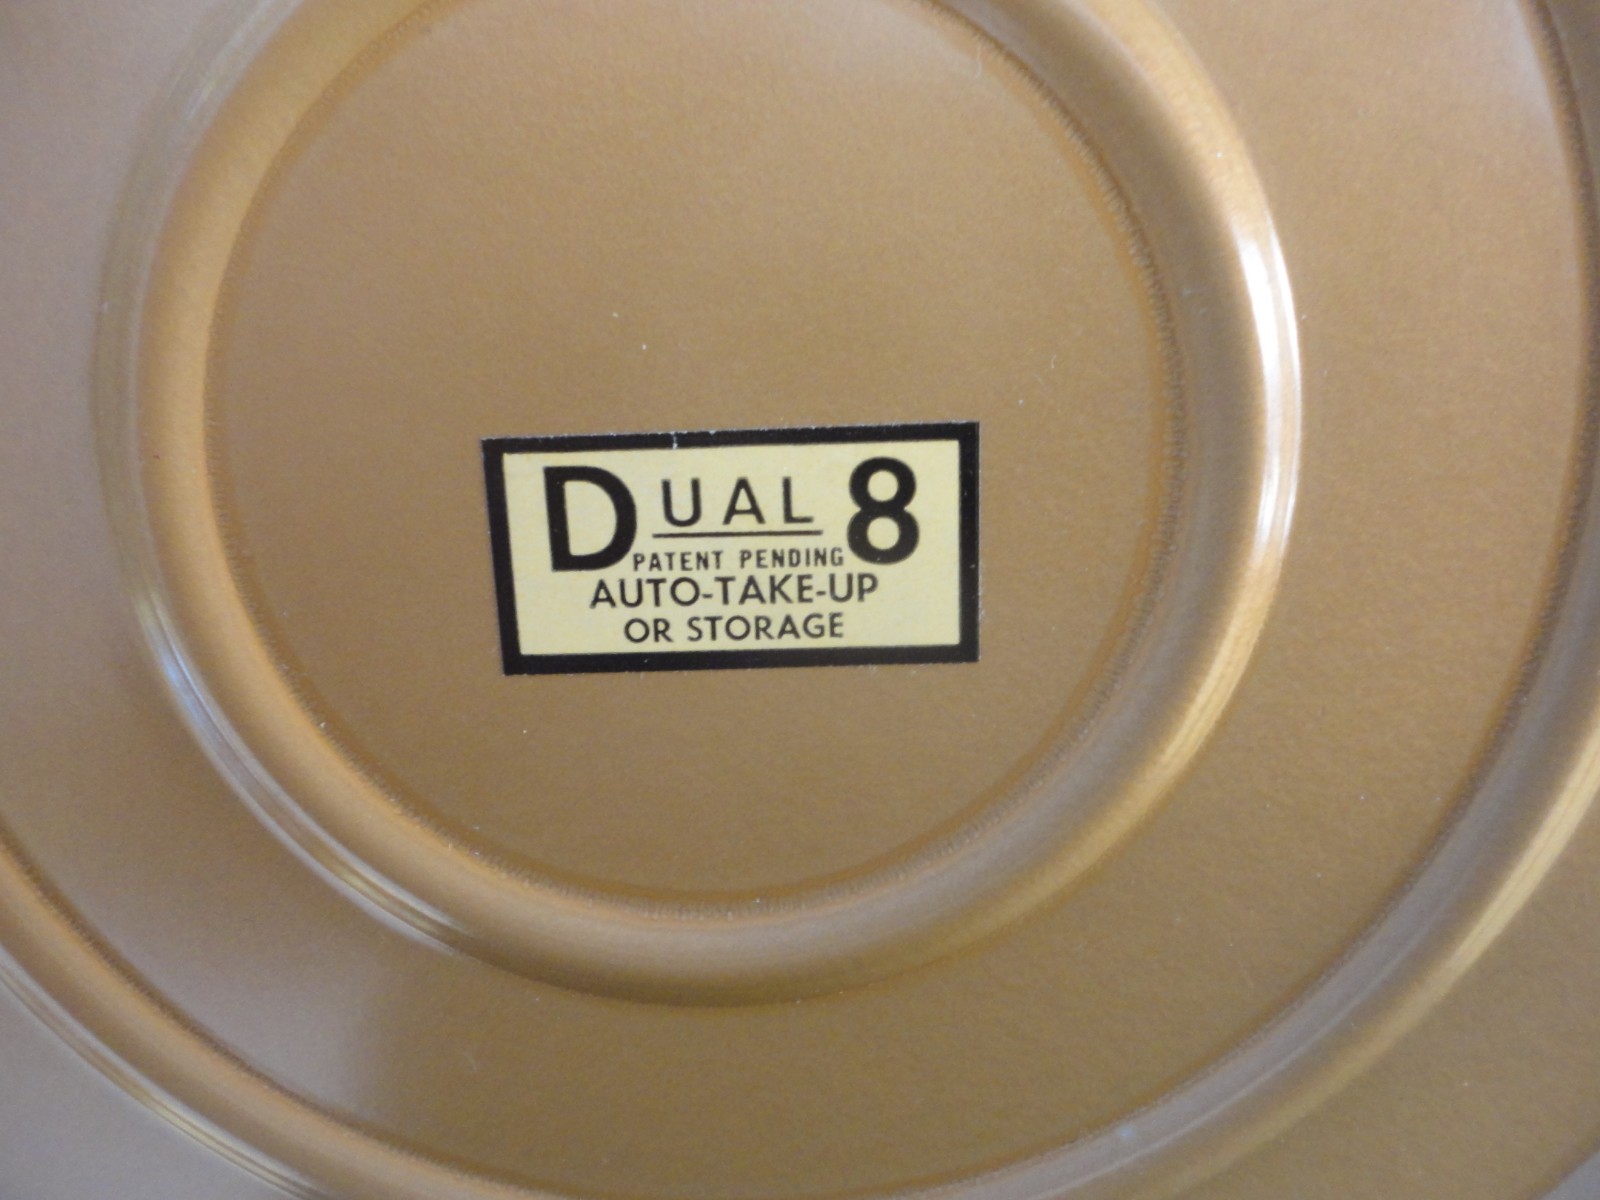 DUAL 8
PATENT PENDING
AUTO-TAKE-UP
OR STORAGE